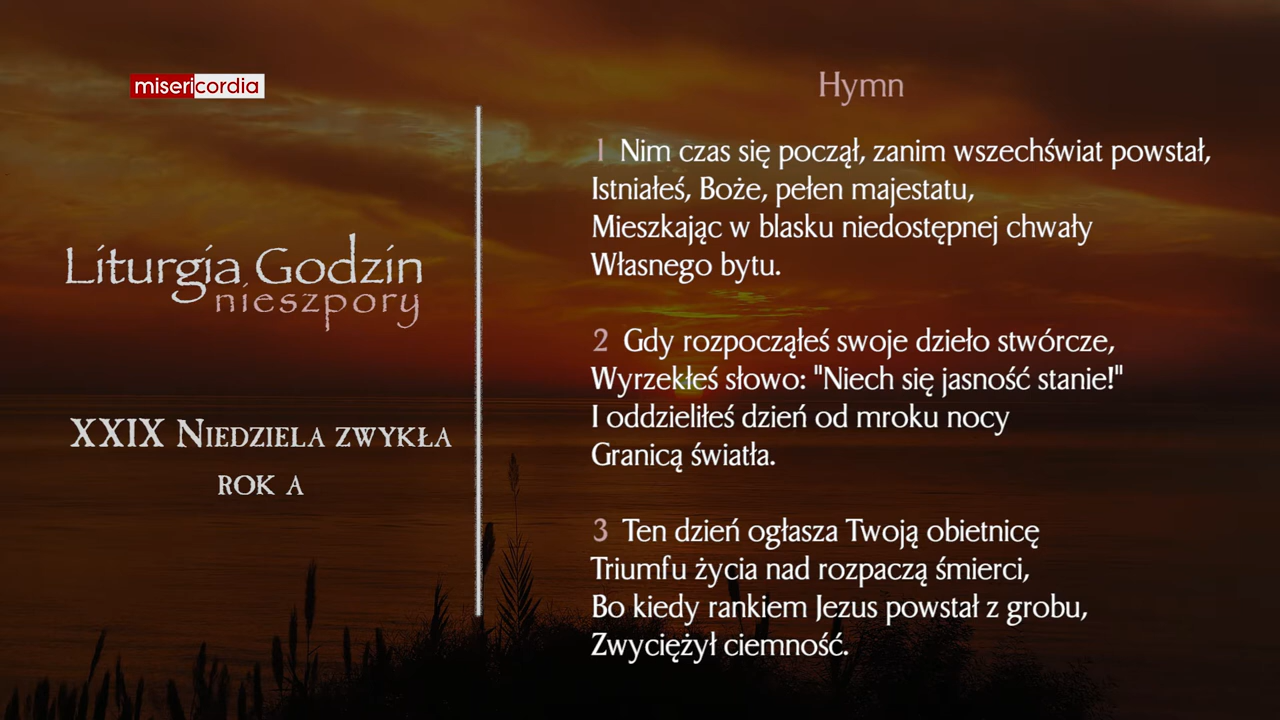 misericordia
Liturgia Godzin
nieszpory
XXIX Niedziela zwykła
rok A
Hymn
1 Nim czas się począł, zanim wszechświat powstał,
Istniałeś, Boże, pełen majestatu,
Mieszkając w blasku niedostępnej chwały
Własnego bytu.
2 Gdy rozpocząłeś swoje dzieło stwórcze,
Wyrzekłeś słowo: "Niech się jasność stanie!"
I oddzieliłeś dzień od mroku nocy
Granicą światła.
3 Ten dzień ogłasza Twoją obietnicę
Triumfu życia nad rozpaczą śmierci,
Bo kiedy rankiem Jezus powstał z grobu,
Zwyciężył ciemność.